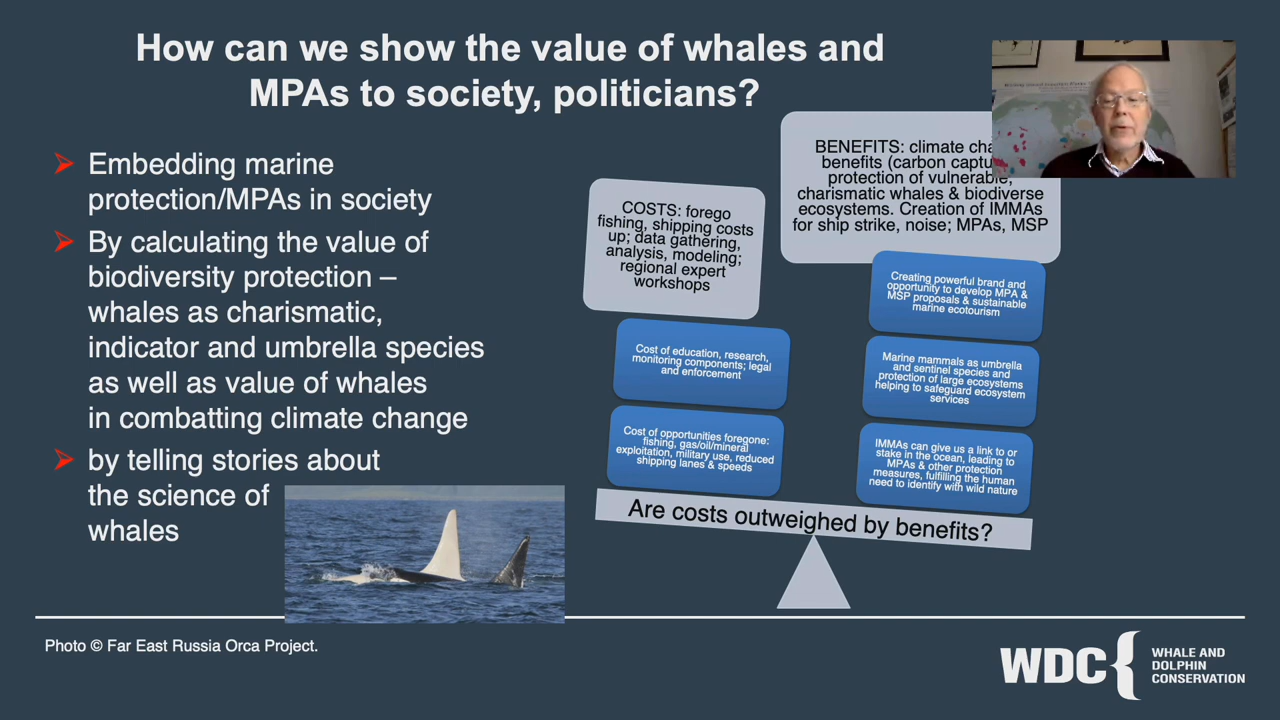 How can we show the value of whales and
MPAs to society, politicians?
Embedding marine
protection/MPAs in society
By calculating the value of
biodiversity protection –
whales as charismatic,
indicator and umbrella species
as well as value of whales
in combatting climate change
by telling stories about
the science of
whales
COSTS: forego
fishing, shipping costs
up; data gathering,
analysis, modeling;
regional expert
workshops
Cost of education, research,
monitoring components; legal
and enforcement
Cost of opportunities foregone:
fishing, gas/oil/mineral
exploitation, military use, reduced
shipping lanes & speeds
BENEFITS: climate
benefits (carbon
protection of vulnerable,
charismatic whales & biodiverse
ecosystems. Creation of IMMAs
for ship strike, noise; MPAs, MSP
Creating powerful brand and
opportunity to develop MPA &
MSP proposals & sustainable
marine ecotourism
Marine mammals as umbrella
and sentinel species and
protection of large ecosystems
helping to safeguard ecosystem
services
IMMAs can give us a link to or
stake in the ocean, leading to
MPAs & other protection
measures, fulfilling the human
need to identify with wild nature
Are costs outweighed by benefits?
Photo © Far East Russia Orca Project.
WDC
WHALE AND
DOLPHIN
CONSERVATION